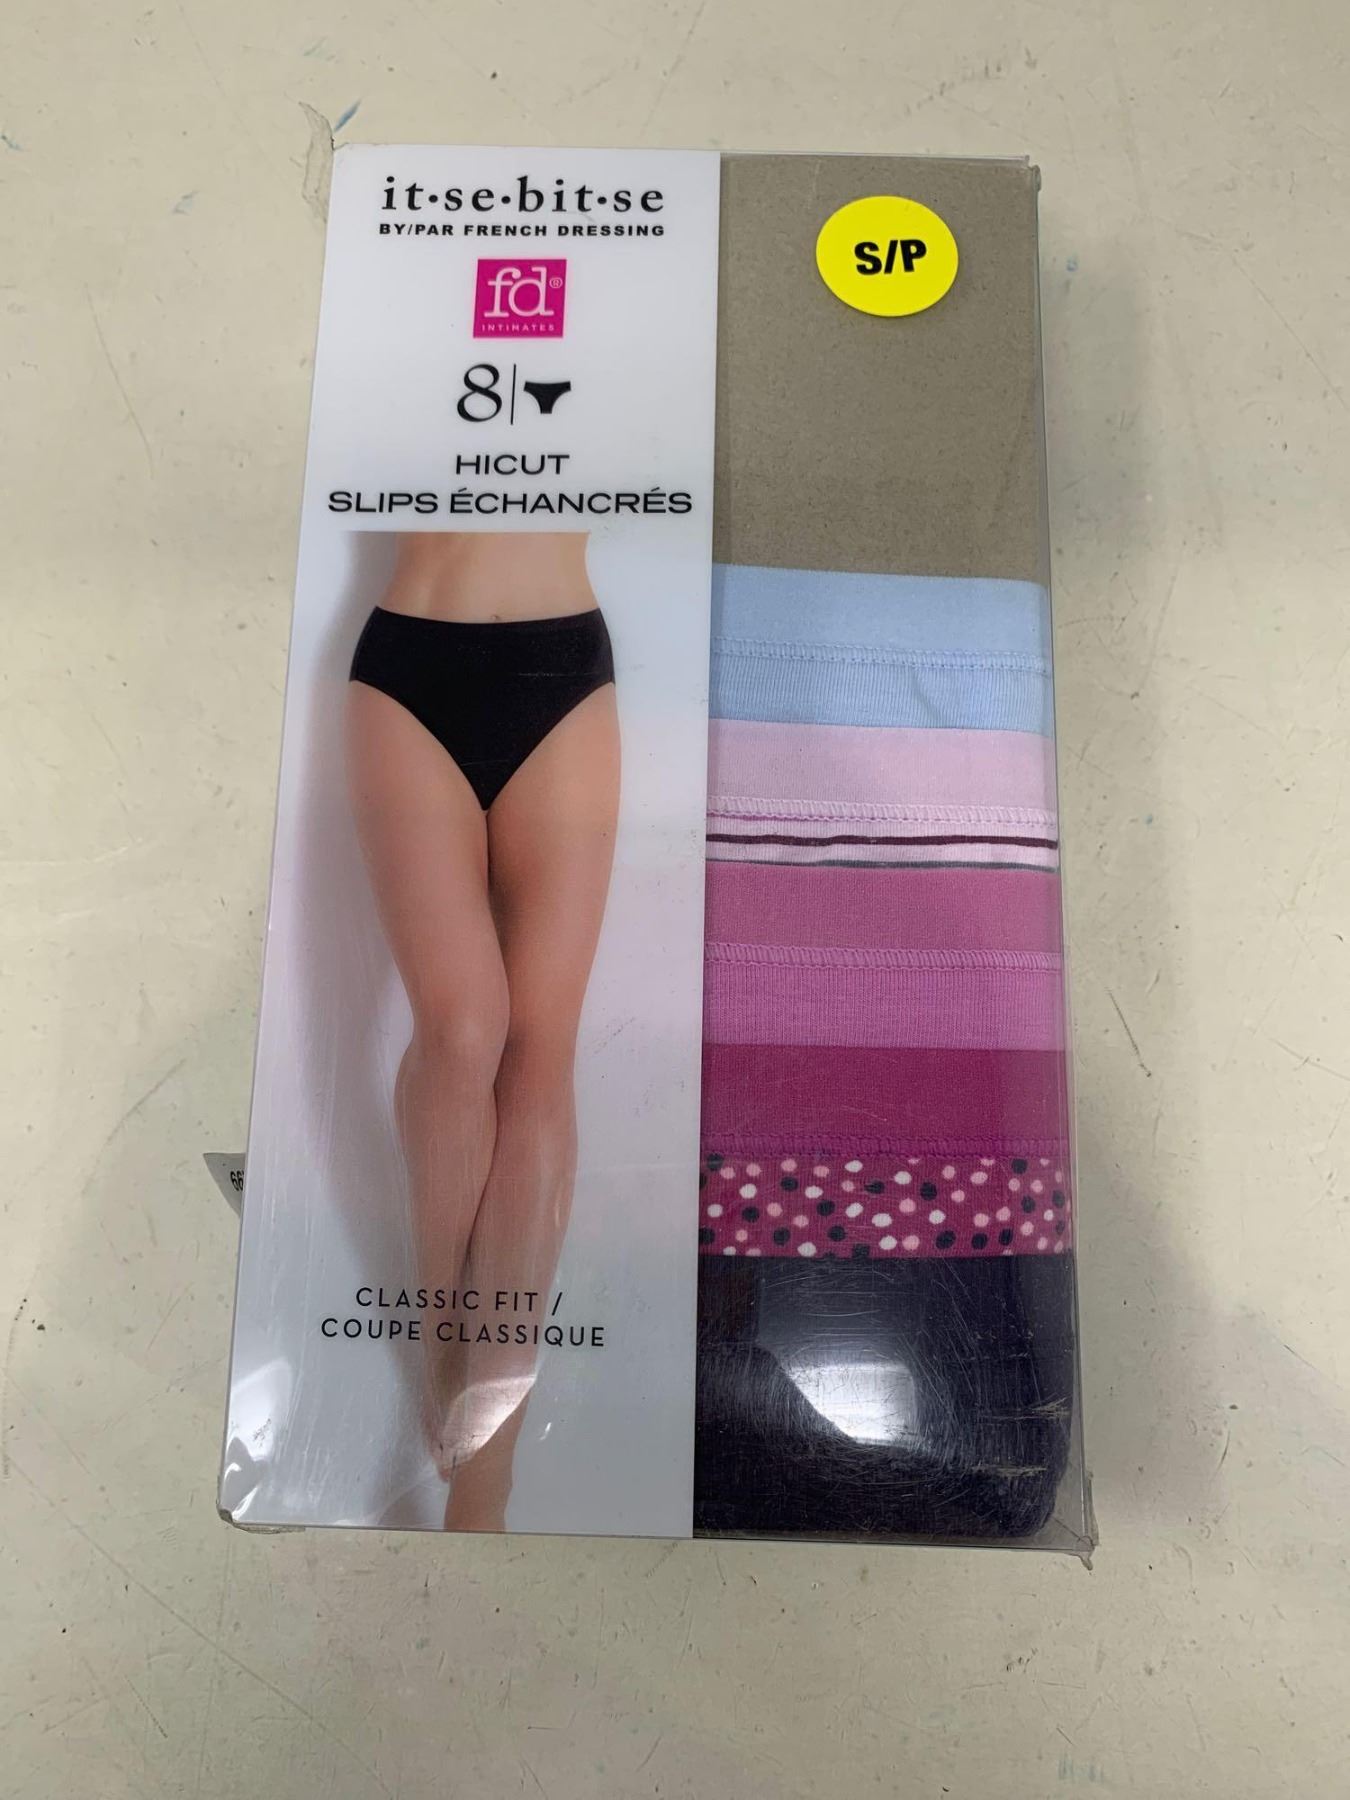 it·se·bit·se
BY/PAR FRENCH DRESSING
fd®
INTIMATES
8
HICUT
SLIPS ÉCHANCRÉS
S/P
CLASSIC FIT /
COUPE CLASSIQUE